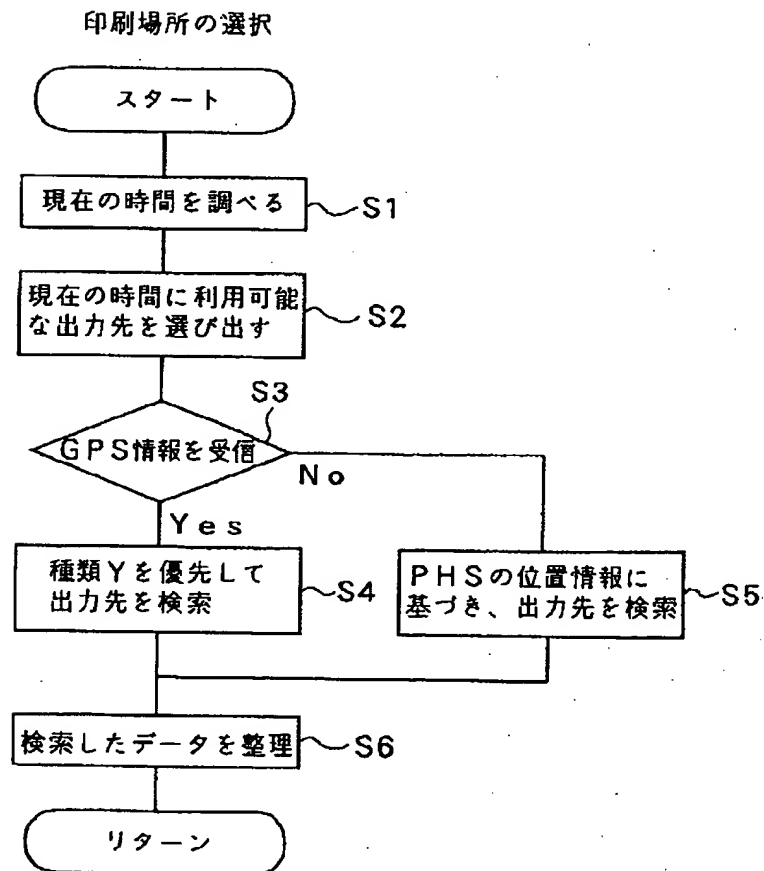 印刷場所の選択
スタート
現在の時間を調べる
S1
現在の時間に利用可能
な出力先を選び出す
S2
S3
GPS情報を受信
No
Yes
種類Yを優先して
出力先を検索
S4
PHSの位置情報に
基づき、出力先を検索
S5
検索したデータを整理
S6
リターン